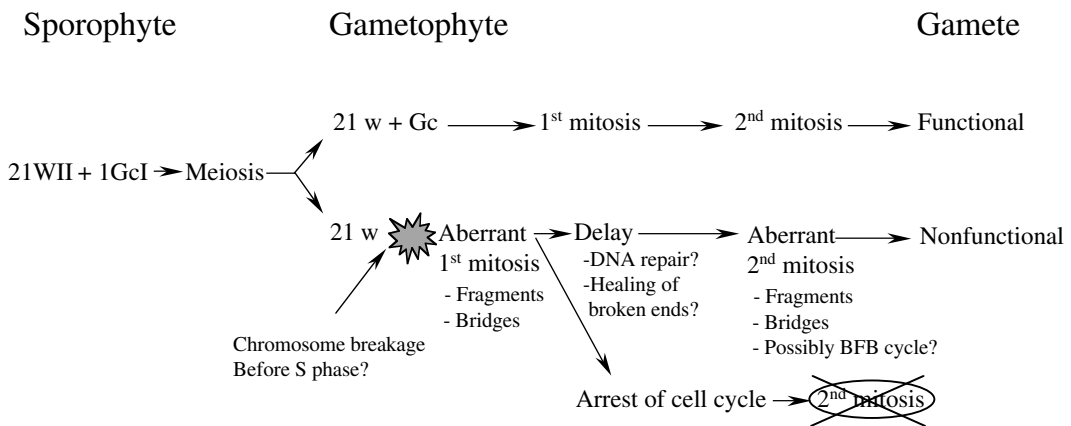 Sporophyte Gametophyte Gamete
21 w + Gc 1st mitosis 2nd mitosis Functional
21WII + 1GcI Meiosis
21 w Aberrant 1st mitosis Delay Aberrant 2nd mitosis Nonfunctional
- Fragments
- Bridges
-DNA repair?
-Healing of
broken ends?
- Fragments
- Bridges
- Possibly BFB cycle?
Chromosome breakage
Before S phase?
Arrest of cell cycle 2nd mitosis